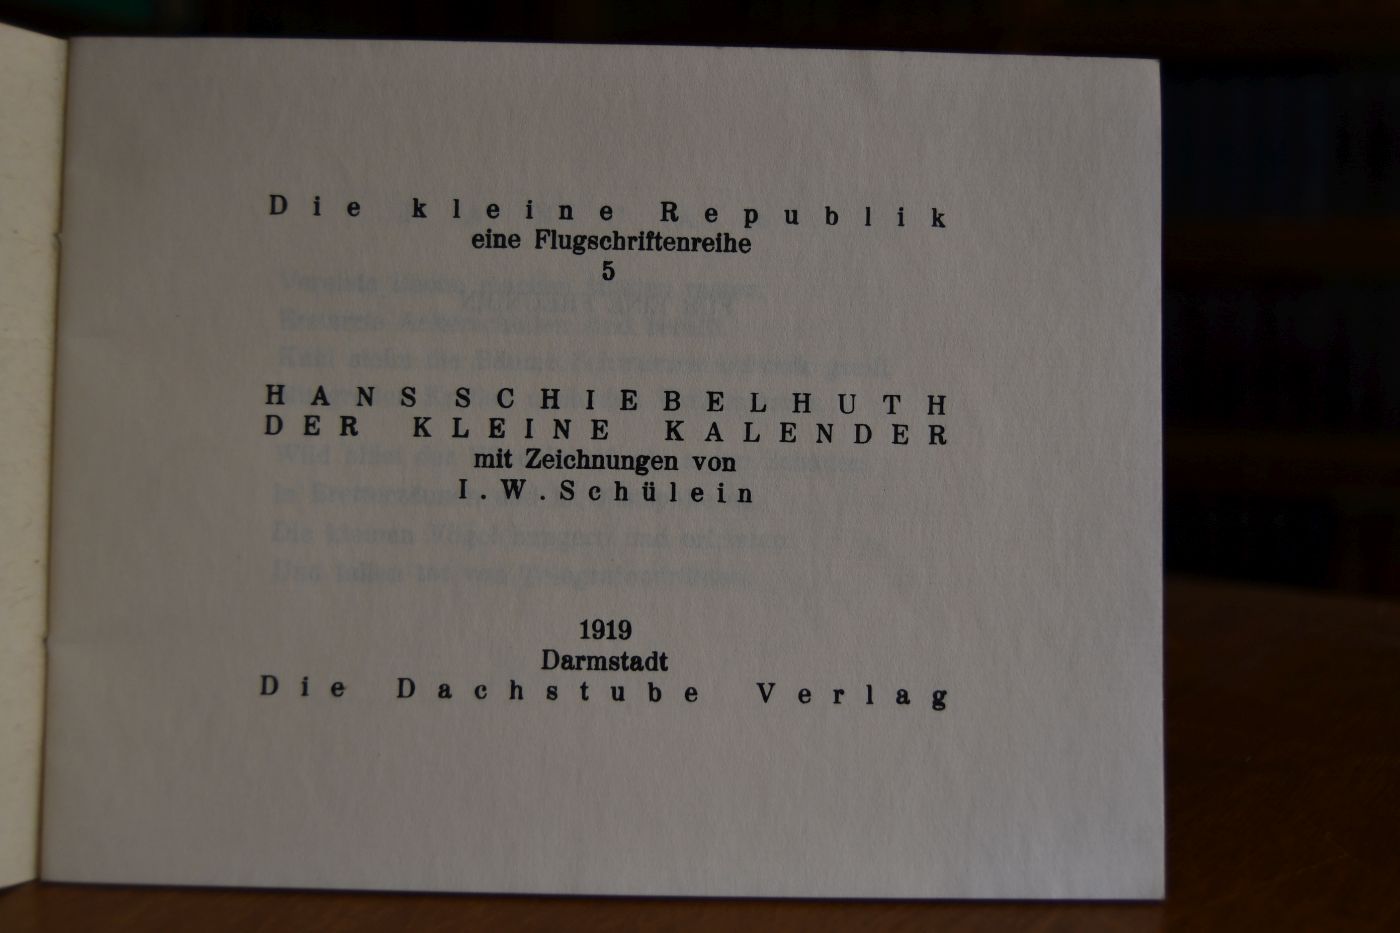 Die kleine Republik
eine Flugschriftenreihe
5
HANS SCHIEBELHUTH
DER KLEINE KALENDER
mit Zeichnungen von
I.W.Schülein
1919
Darmstadt
Die Dachstube Verlag